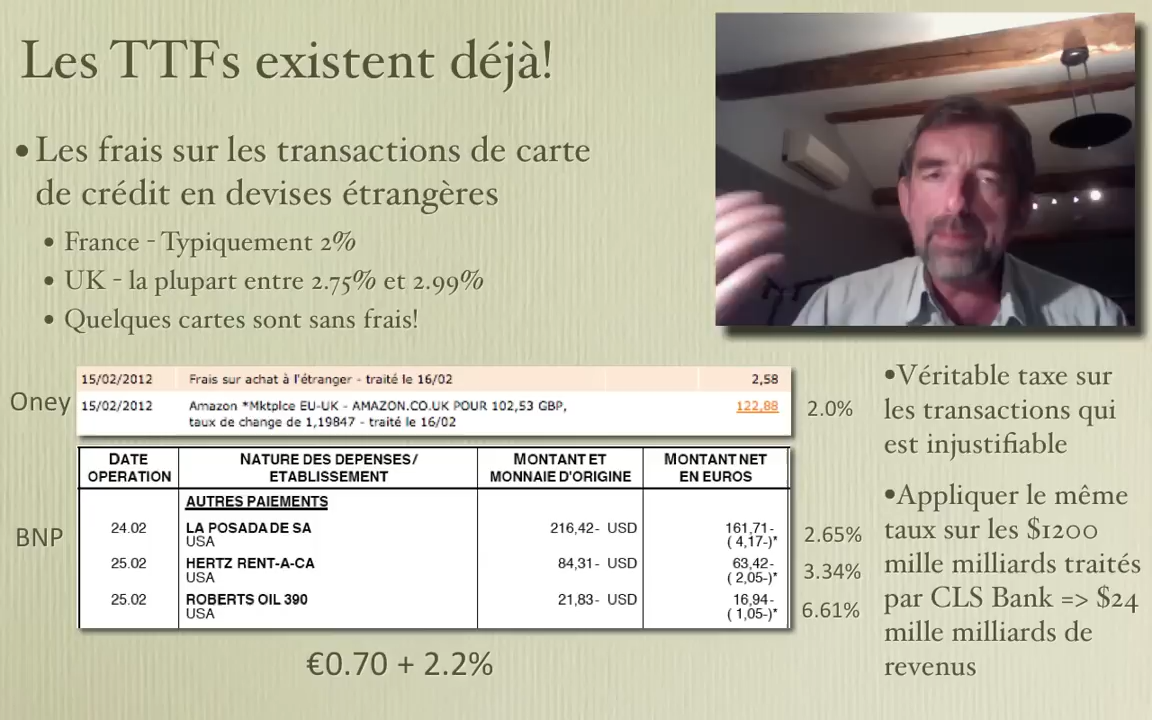 Les TTFs existent déjà!
•Les frais sur les transactions de carte
de crédit en devises étrangères
• France - Typiquement 2%
• UK - la plupart entre 2.75% et 2.99%
• Quelques cartes sont sans frais!
Oney
15/02/2012 Frais sur achat à l'étranger - traité le 16/02 2,58
15/02/2012 Amazon *Mktplce EU-UK - AMAZON.CO.UK POUR 102,53 GBP, 122,88
taux de change de 1,19847 - traité le 16/02
2.0%
BNP
DATE NATURE DES DEPENSES/ MONTANT ET MONTANT NET
OPERATION ETABLISSEMENT MONNAIE D'ORIGINE EN EUROS
AUTRES PAIEMENTS
24.02 LA POSADA DE SA 216,42- USD 161,71-
USA ( 4,17-)*
2.65%
25.02 HERTZ RENT-A-CA 84,31- USD 63,42-
USA ( 2,05-)*
3.34%
25.02 ROBERTS OIL 390 21,83- USD 16,94-
USA ( 1,05-)*
6.61%
€0.70 + 2.2%
•Véritable taxe sur
les transactions qui
est injustifiable
•Appliquer le même
taux sur les $1200
mille milliards traités
par CLS Bank => $24
mille milliards de
revenus